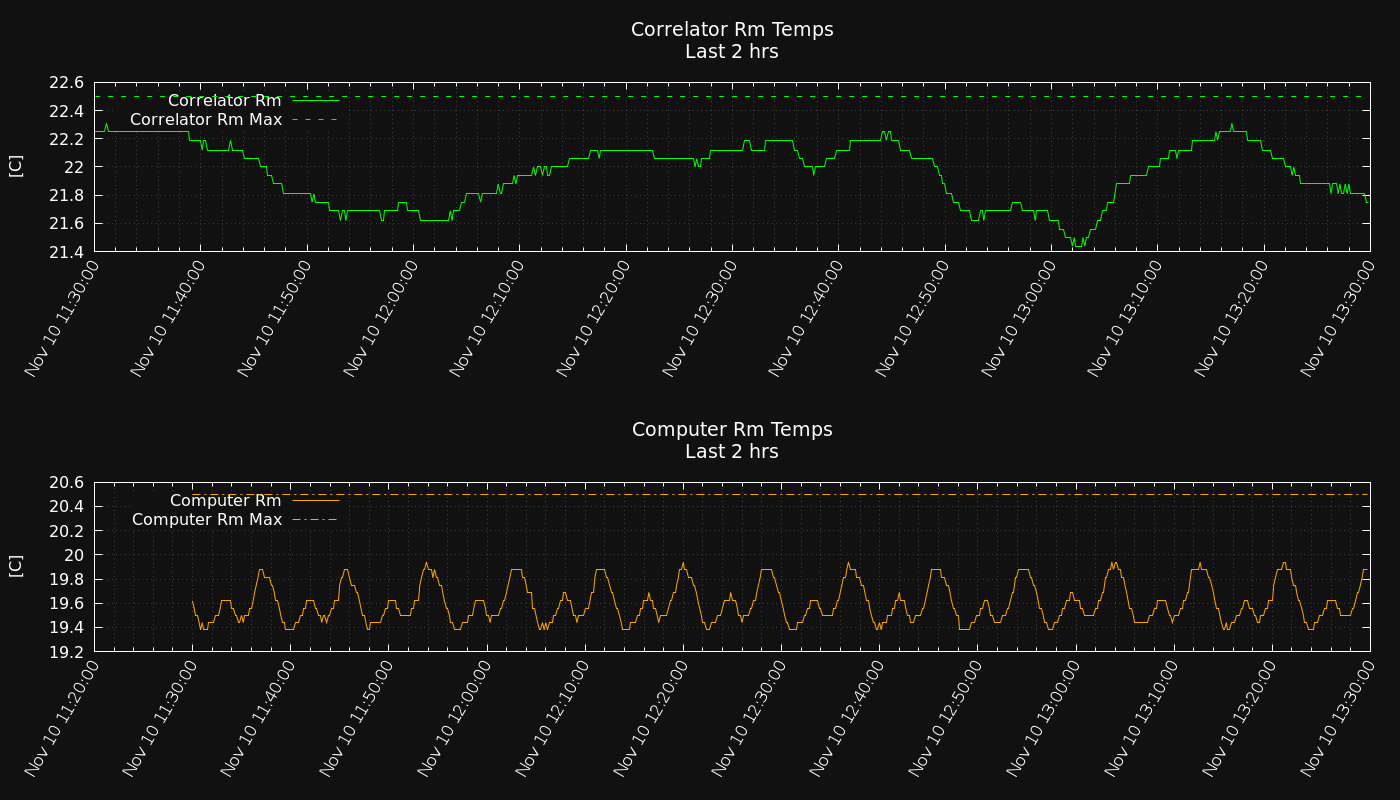 Correlator Rm Temps
Last 2 hrs
22.6
22.4
22.2
22
21.8
21.6
21.4
[C]
Correlator Rm
Correlator Rm Max
Nov 10 11:30:00
Nov 10 11:40:00
Nov 10 11:50:00
Nov 10 12:00:00
Nov 10 12:10:00
Nov 10 12:20:00
Nov 10 12:30:00
Nov 10 12:40:00
Nov 10 12:50:00
Nov 10 13:00:00
Nov 10 13:10:00
Nov 10 13:20:00
Nov 10 13:30:00
Computer Rm Temps
Last 2 hrs
20.6
20.4
20.2
20
19.8
19.6
19.4
19.2
[C]
Computer Rm
Computer Rm Max
Nov 10 11:20:00
Nov 10 11:30:00
Nov 10 11:40:00
Nov 10 11:50:00
Nov 10 12:00:00
Nov 10 12:10:00
Nov 10 12:20:00
Nov 10 12:30:00
Nov 10 12:40:00
Nov 10 12:50:00
Nov 10 13:00:00
Nov 10 13:10:00
Nov 10 13:20:00
Nov 10 13:30:00